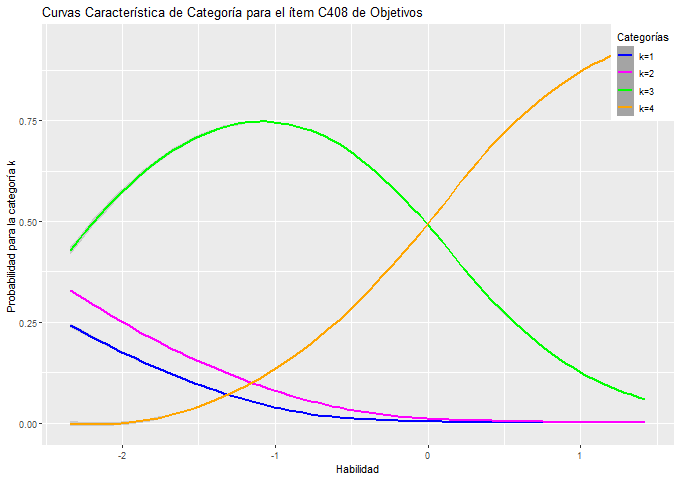 Curvas Característica de Categoría para el ítem C408 de Objetivos
Categorías
k=1
k=2
k=3
k=4
Probabilidad para la categoría k
0.75
0.50
0.25
0.00
-2
-1
0
1
Habilidad